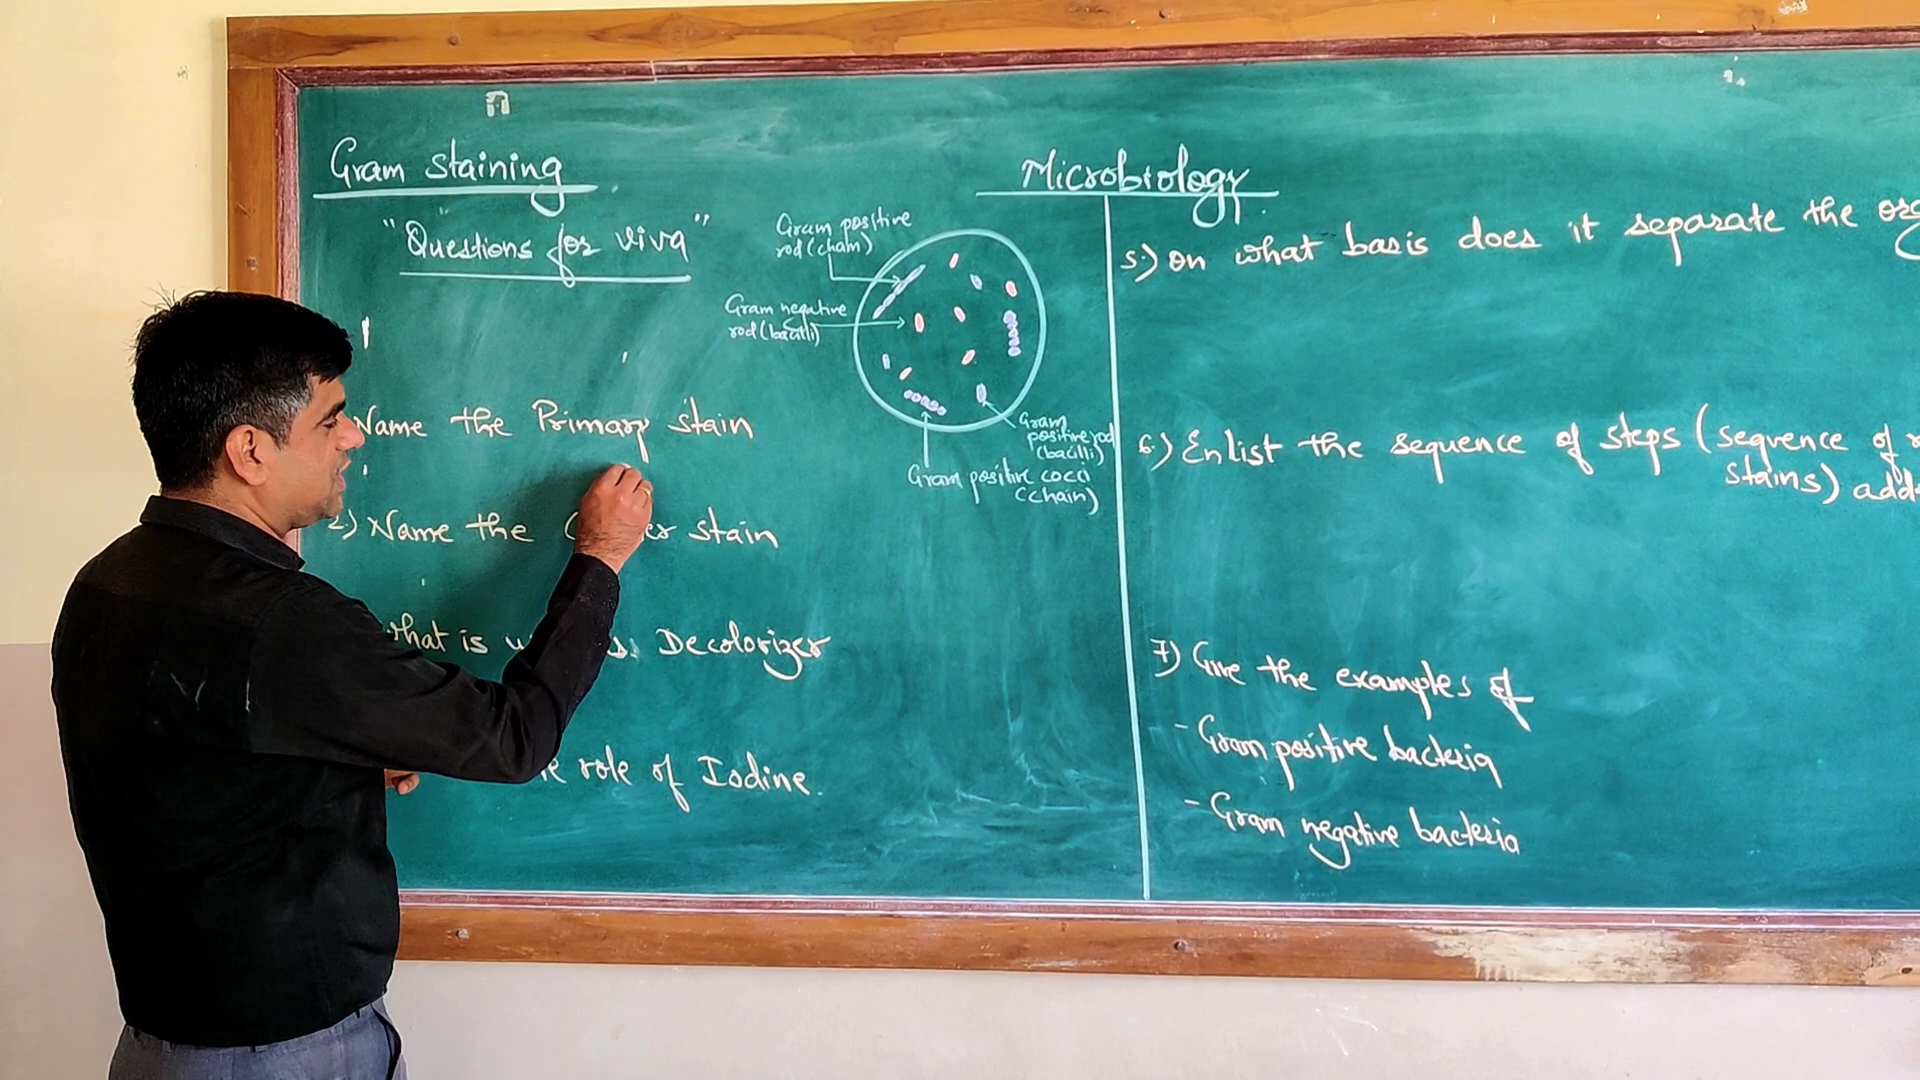 Gram staining
"Questions for viva"
Name the Primary stain
2) Name the stain
What is Decolorizer
role of Iodine.
Gram positive
rod (chain)
Gram negative
rod (bacilli)
Gram
positive rod
(bacilli)
Gram positive cocci
(chain)
Microbiology
5.) on what basis does it separate the
6.) Enlist the sequence of steps (sequence of
stains)
7) Give the examples of
- Gram positive bacteria
- Gram negative bacteria